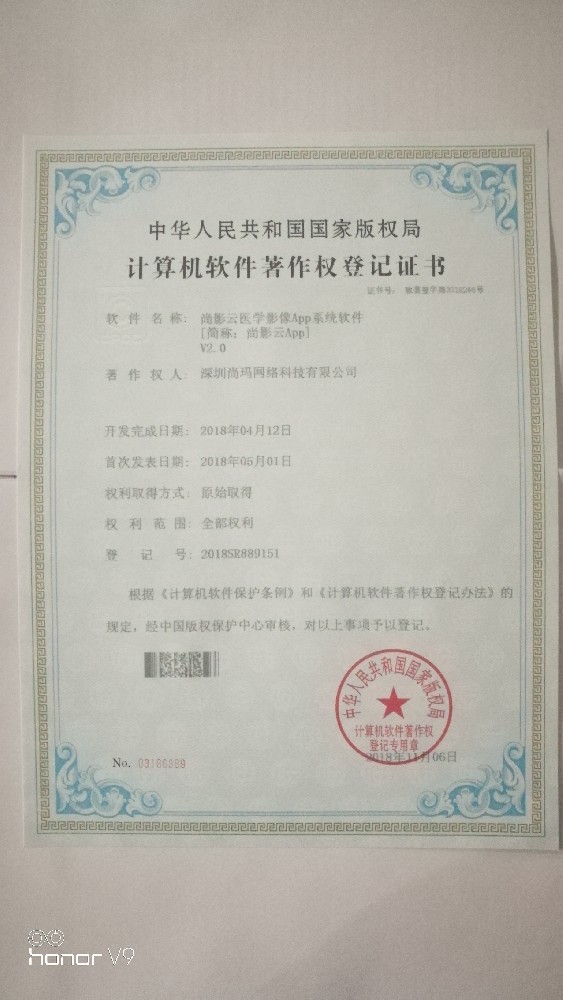 中华人民共和国国家版权局
计算机软件著作权登记证书
证书号：
软件名称： 尚影云医学影像App系统软件
[简称：尚影云App]
V2.0
著作权人： 深圳尚玛网络科技有限公司
开发完成日期： 2018年04月12日
首次发表日期： 2018年05月01日
权利取得方式： 原始取得
权利范围： 全部权利
登记号： 2018SR889151
根据《计算机软件保护条例》和《计算机软件著作权登记办法》的
规定，经中国版权保护中心审核，对以上事项予以登记。
中华人民共和国国家版权局
计算机软件著作权
登记专用章
2018年11月06日
No.
honor V9